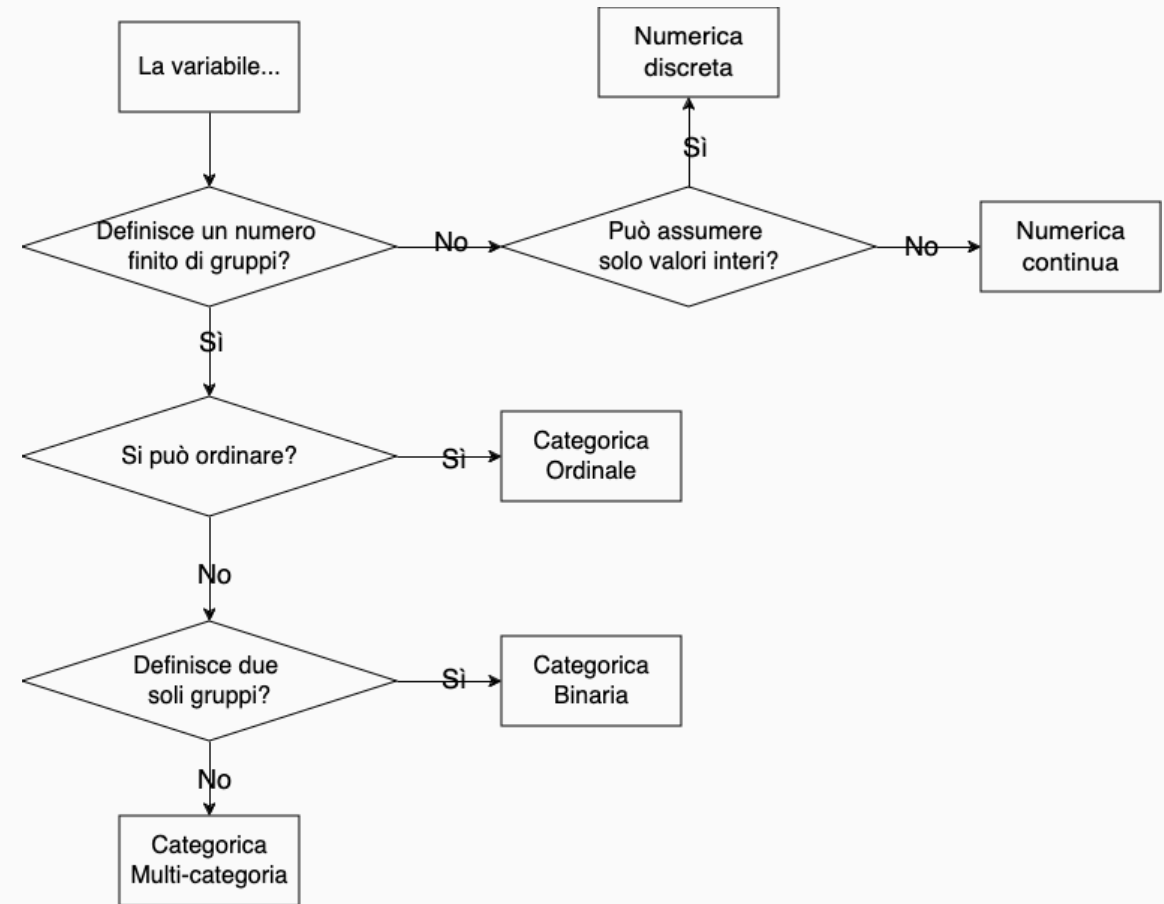 La variabile...
Numerica
discreta
Sì
Definisce un numero
finito di gruppi?
No
Può assumere
solo valori interi?
No
Numerica
continua
Sì
Si può ordinare?
Sì
Categorica
Ordinale
No
Definisce due
soli gruppi?
Sì
Categorica
Binaria
No
Categorica
Multi-categoria